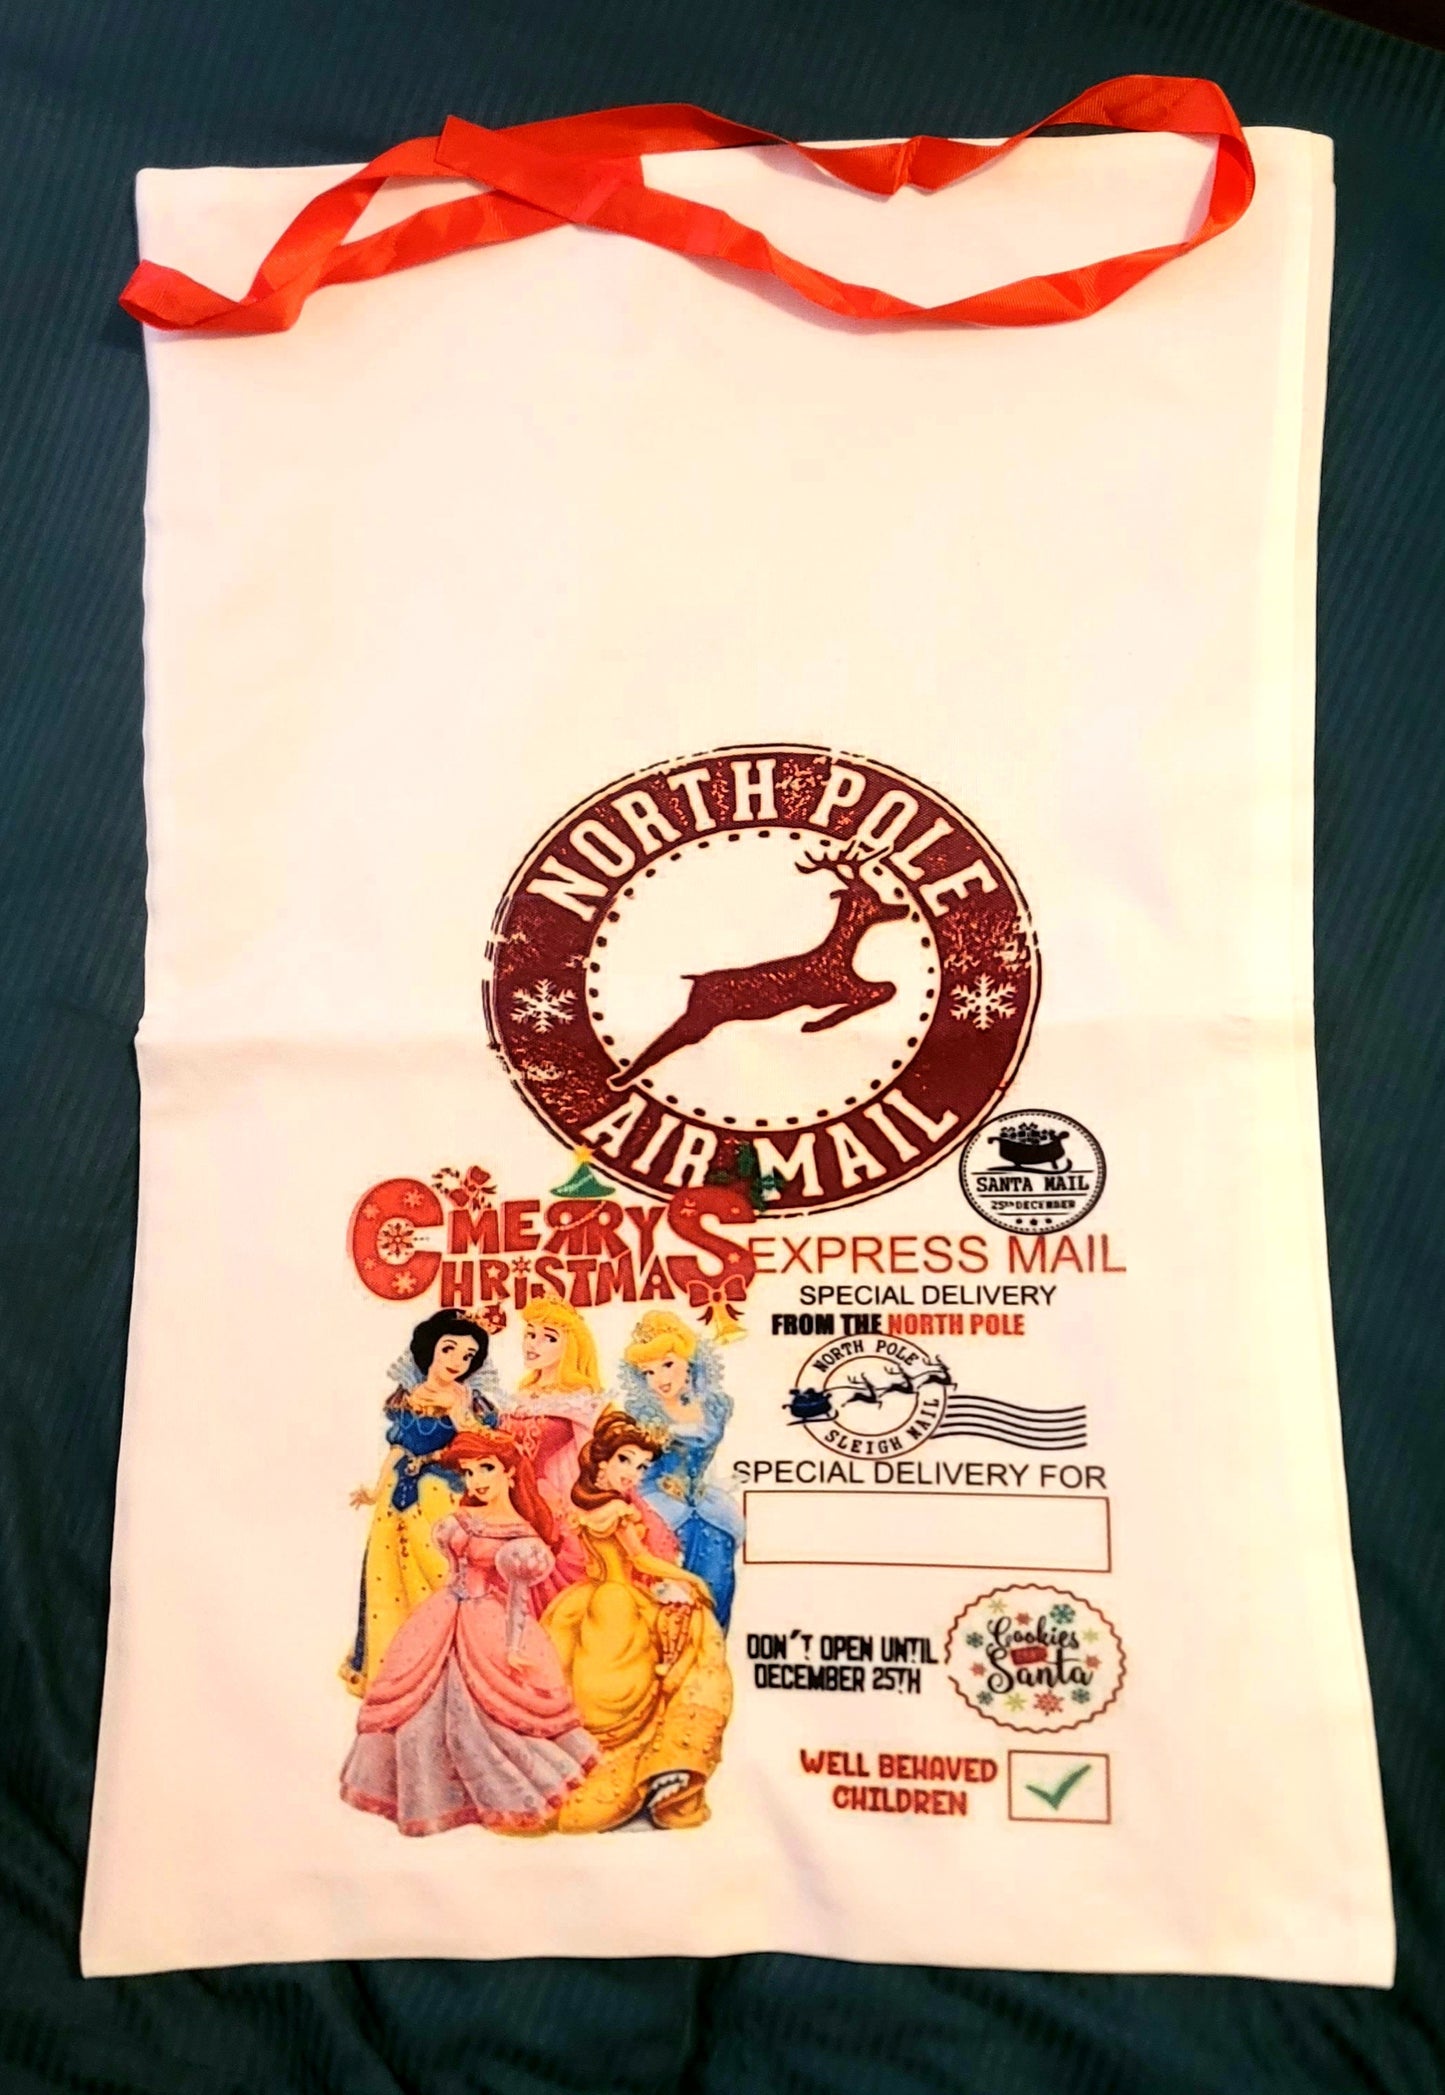 NORTH POLE
AIR MAIL
SANTA MAIL
25TH DECEMBER
MERRY
CHRISTMAS
EXPRESS MAIL
SPECIAL DELIVERY
FROM THE NORTH POLE
NORTH POLE
SLEIGH MAIL
SPECIAL DELIVERY FOR
DON'T OPEN UNTIL
DECEMBER 25TH
Cookies
Santa
WELL BEHAVED
CHILDREN